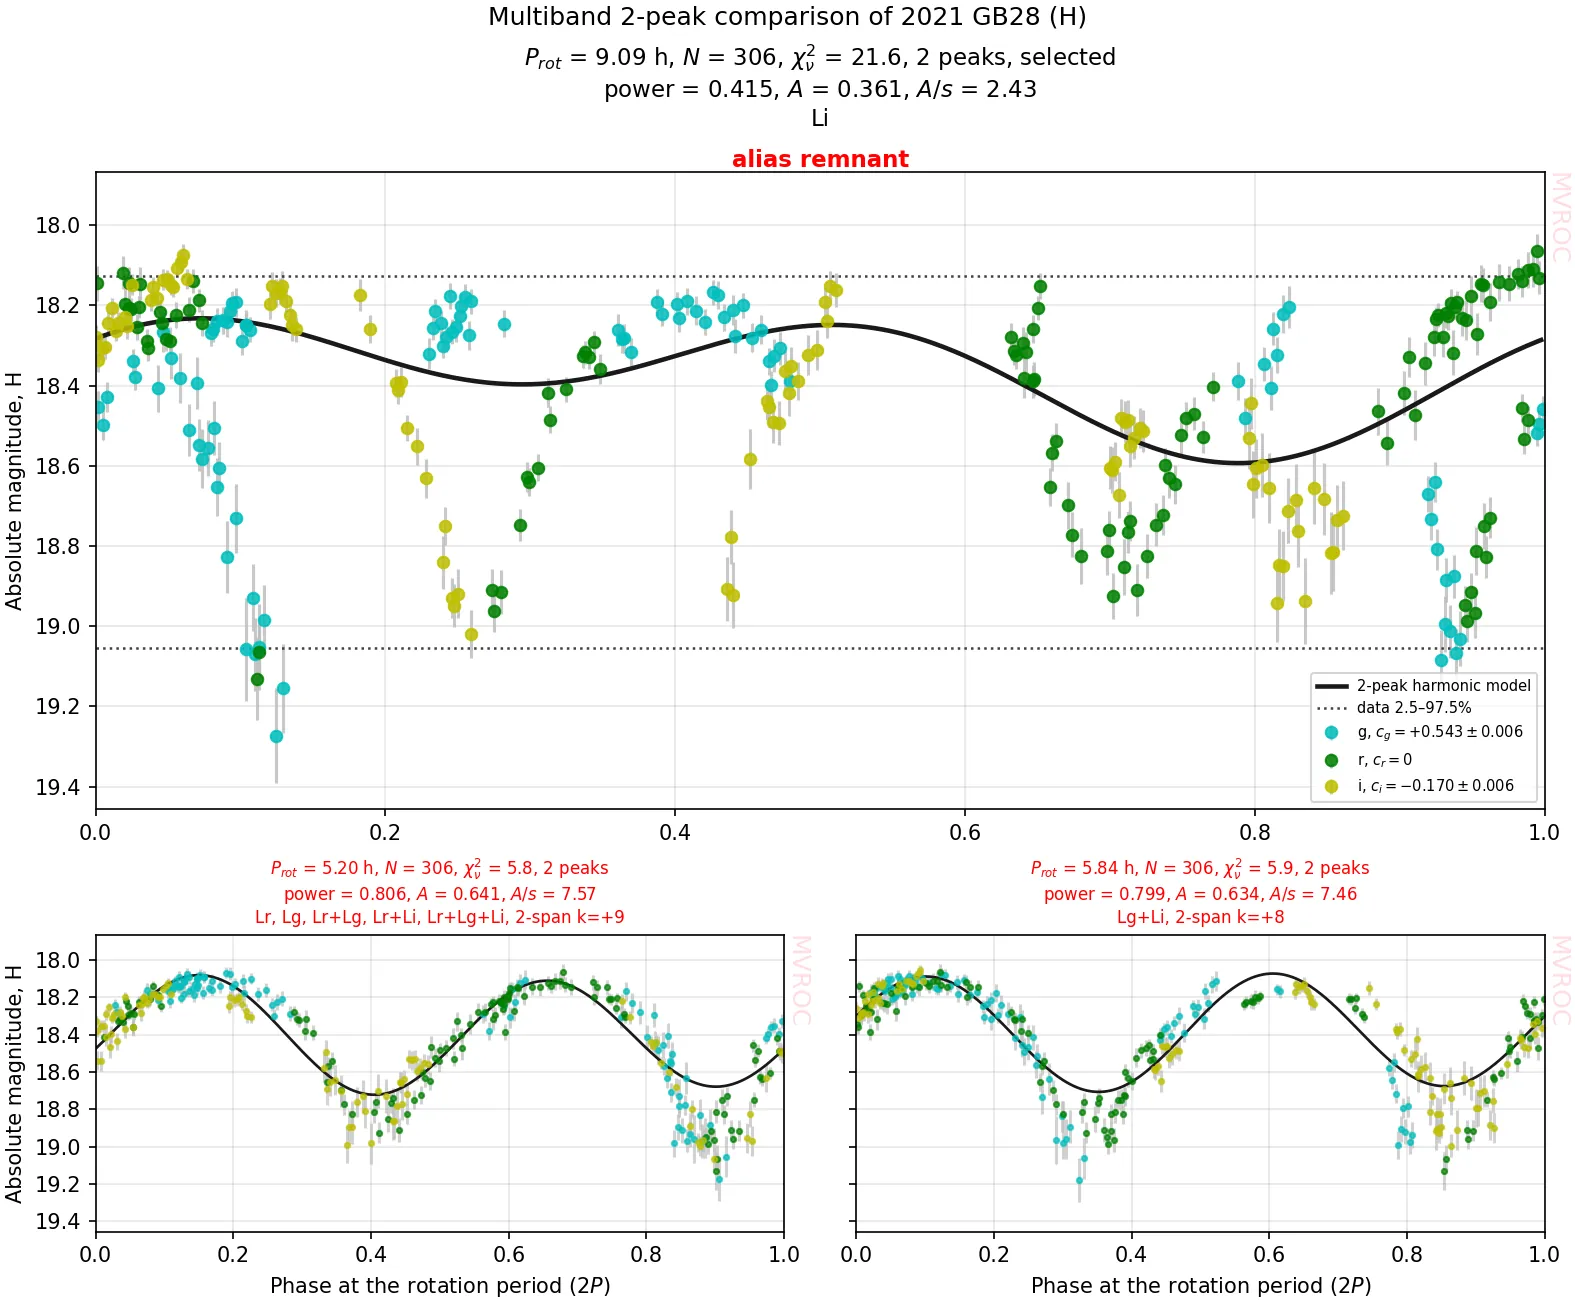 Multiband 2-peak comparison of 2021 GB28 (H)
P_rot = 9.09 h, N = 306, χ²_ν = 21.6, 2 peaks, selected
power = 0.415, A = 0.361, A/s = 2.43
Li
alias remnant
MVROC
Absolute magnitude, H
18.0
18.2
18.4
18.6
18.8
19.0
19.2
19.4
2-peak harmonic model
data 2.5–97.5%
g, c_g = +0.543 ± 0.006
r, c_r = 0
i, c_i = −0.170 ± 0.006
0.0 0.2 0.4 0.6 0.8 1.0
P_rot = 5.20 h, N = 306, χ²_ν = 5.8, 2 peaks
power = 0.806, A = 0.641, A/s = 7.57
Lr, Lg, Lr+Lg, Lr+Li, Lr+Lg+Li, 2-span k=+9
MVROC
Absolute magnitude, H
18.0
18.2
18.4
18.6
18.8
19.0
19.2
19.4
0.0 0.2 0.4 0.6 0.8 1.0
Phase at the rotation period (2P)
P_rot = 5.84 h, N = 306, χ²_ν = 5.9, 2 peaks
power = 0.799, A = 0.634, A/s = 7.46
Lg+Li, 2-span k=+8
MVROC
0.0 0.2 0.4 0.6 0.8 1.0
Phase at the rotation period (2P)